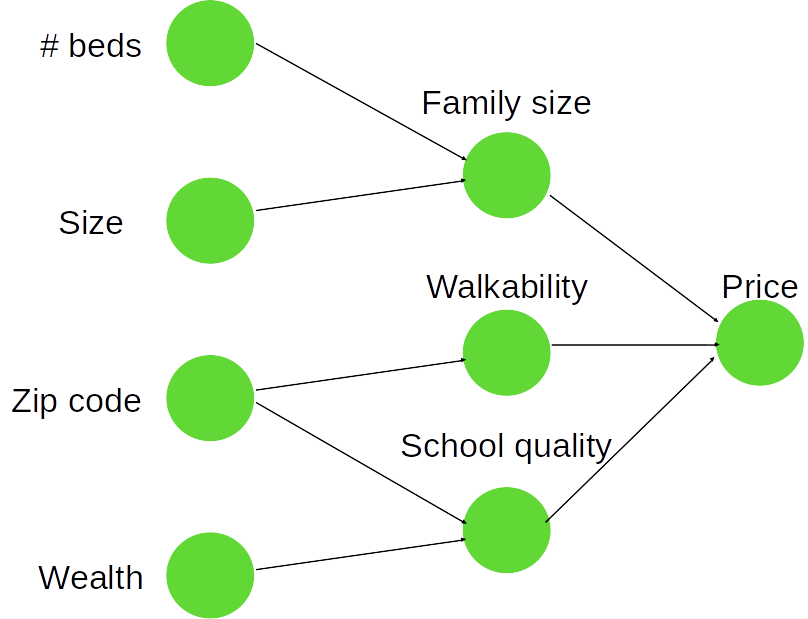 # beds
Family size
Size
Walkability
Price
Zip code
School quality
Wealth